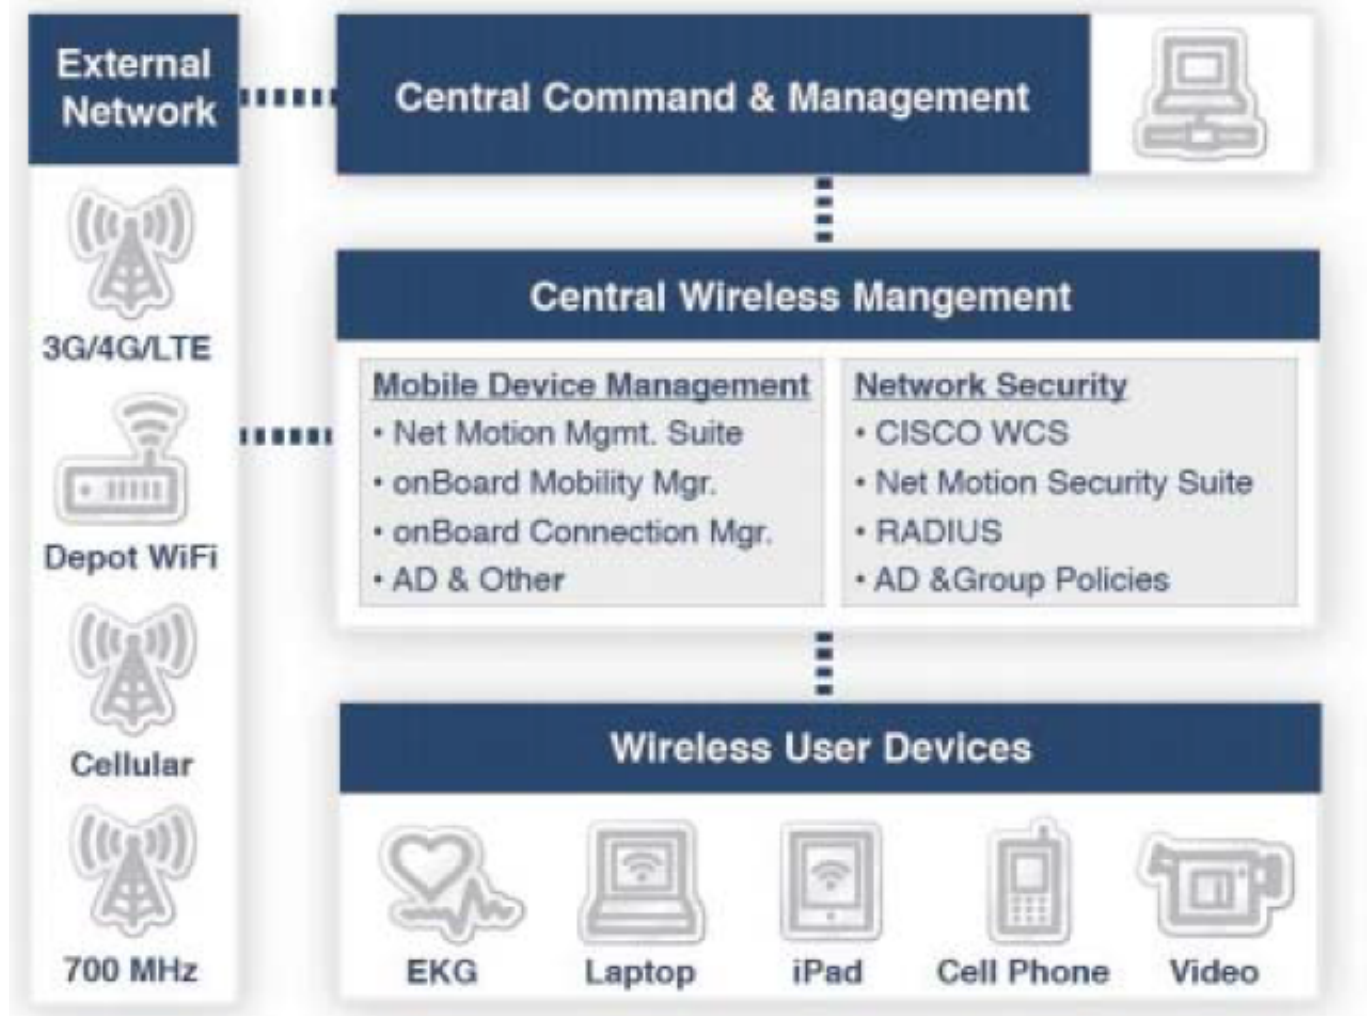 External
Network
3G/4G/LTE
Depot WiFi
Cellular
700 MHz
Central Command & Management
Central Wireless Mangement
Mobile Device Management
• Net Motion Mgmt. Suite
• onBoard Mobility Mgr.
• onBoard Connection Mgr.
• AD & Other
Network Security
• CISCO WCS
• Net Motion Security Suite
• RADIUS
• AD &Group Policies
Wireless User Devices
EKG
Laptop
iPad
Cell Phone
Video